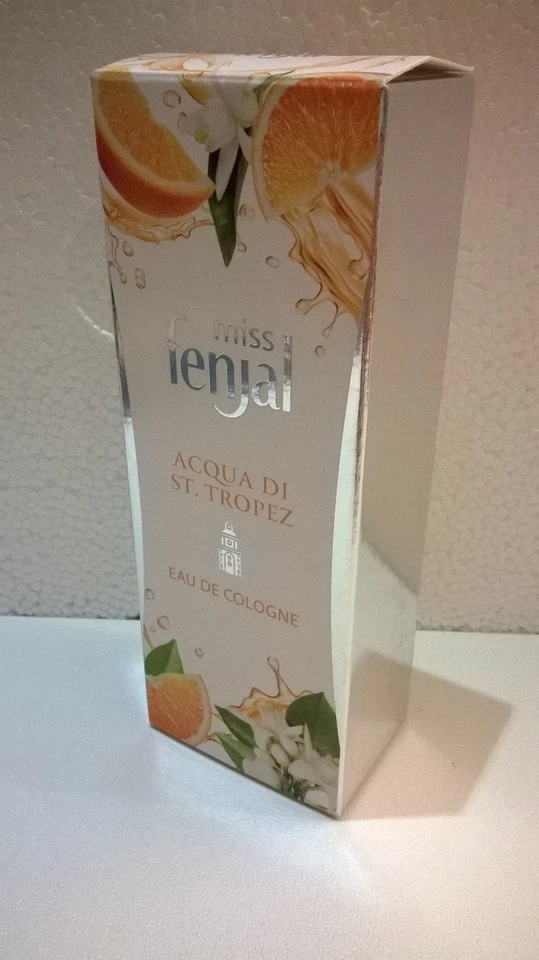 miss
fenjal
ACQUA DI
ST. TROPEZ
EAU DE COLOGNE